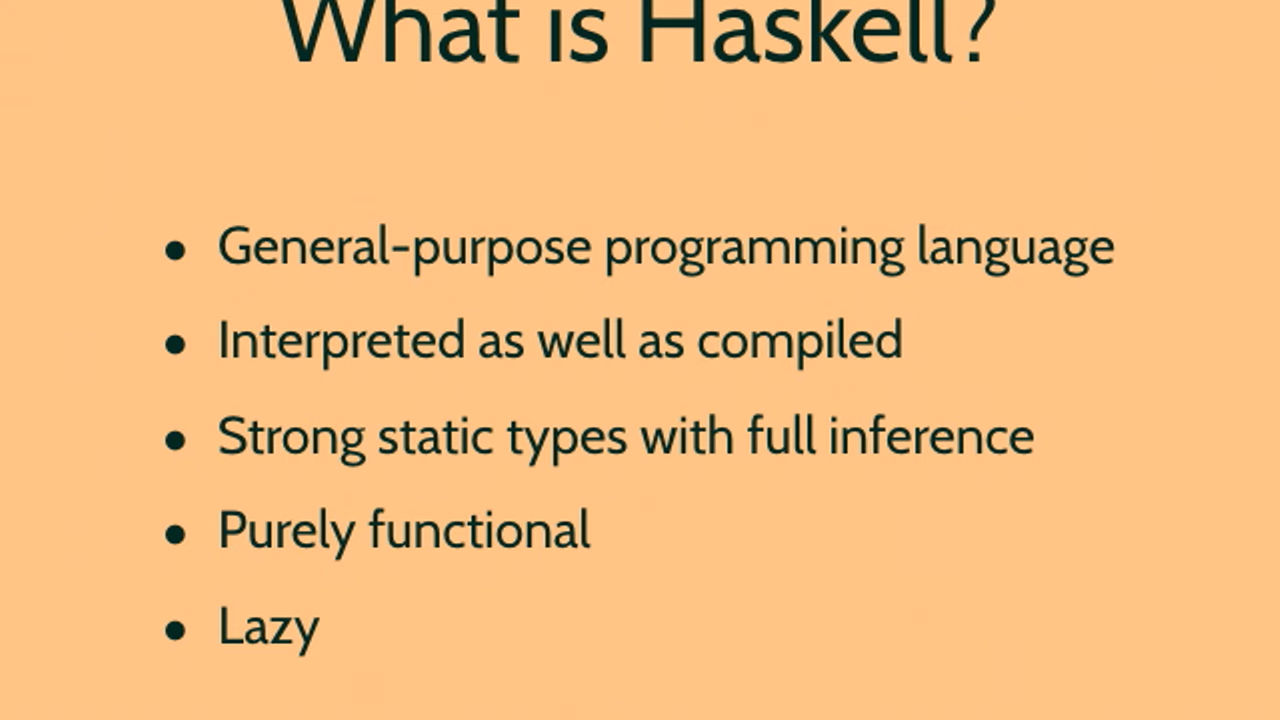 What is Haskell?
• General-purpose programming language
• Interpreted as well as compiled
• Strong static types with full inference
• Purely functional
• Lazy